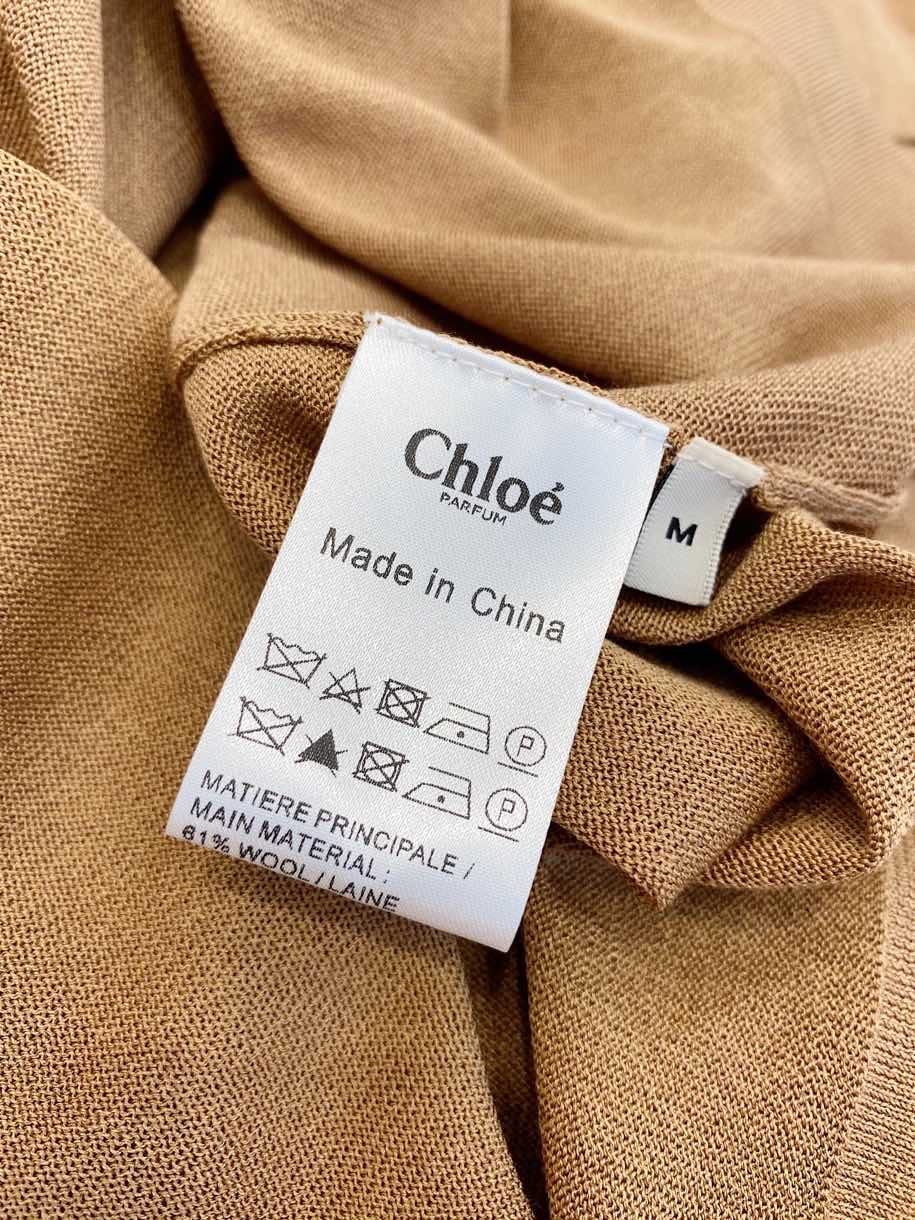 Chloé
PARFUM
Made in China
P
P
MATIERE PRINCIPALE /
MAIN MATERIAL :
61% WOOL / LAINE
M